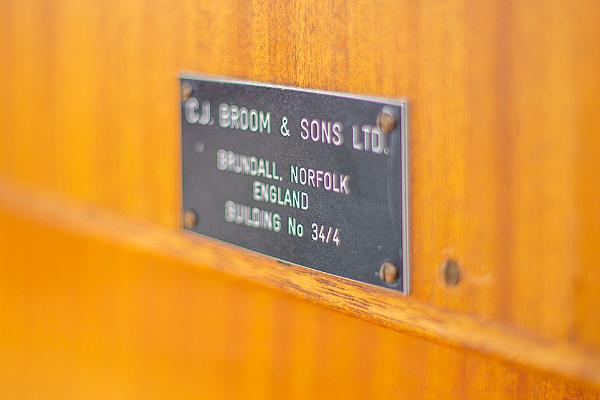 C.J. BROOM & SONS LTD.
BRUNDALL, NORFOLK
ENGLAND
BUILDING No 34/4